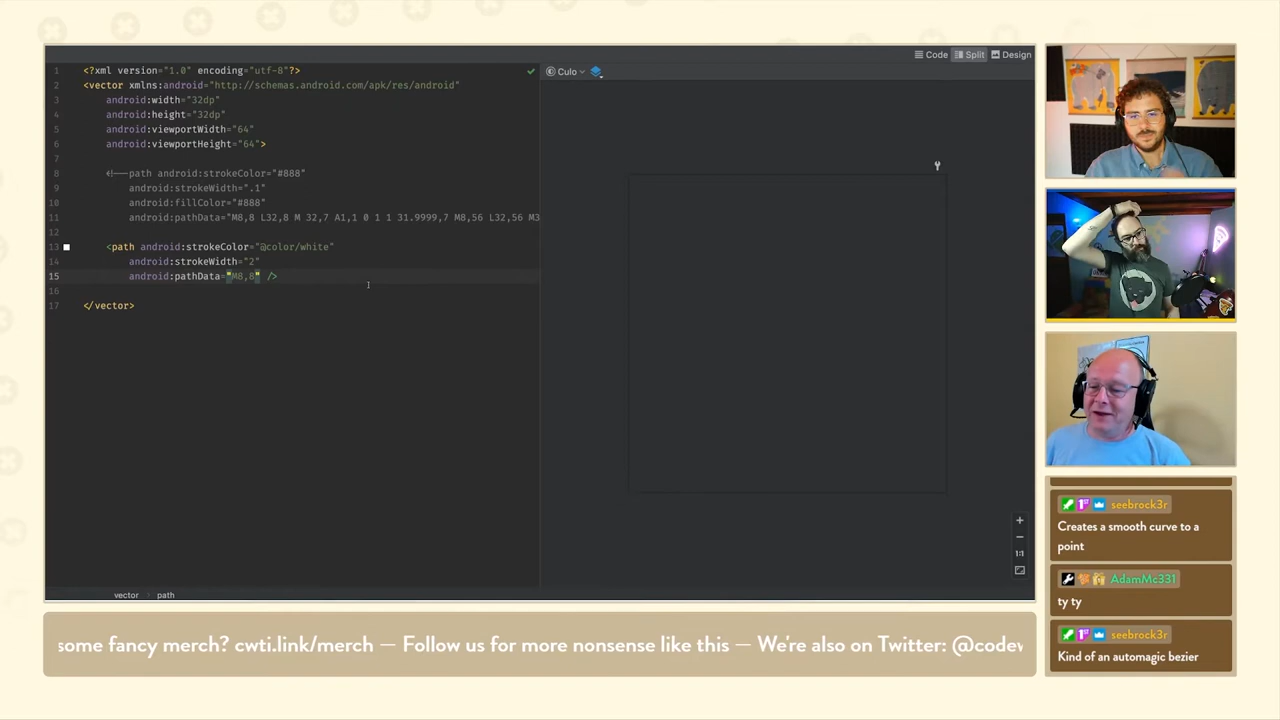 Code Split Design
1 <?xml version="1.0" encoding="utf-8"?>
2 <vector xmlns:android="http://schemas.android.com/apk/res/android"
3 android:width="32dp"
4 android:height="32dp"
5 android:viewportWidth="64"
6 android:viewportHeight="64">
7
8 <!--path android:strokeColor="#888"
9 android:strokeWidth=".1"
10 android:fillColor="#888"
11 android:pathData="M8,8 L32,8 M 32,7 A1,1 0 1 1 31.9999,7 M8,56 L32,56 M3
12
13 <path android:strokeColor="@color/white"
14 android:strokeWidth="2"
15 android:pathData="M8,8" />
16
17 </vector>
Culo
1:1
vector > path
seebrock3r
Creates a smooth curve to a
point
AdamMc331
ty ty
seebrock3r
Kind of an automagic bezier
some fancy merch? cwti.link/merch — Follow us for more nonsense like this — We're also on Twitter: @codew